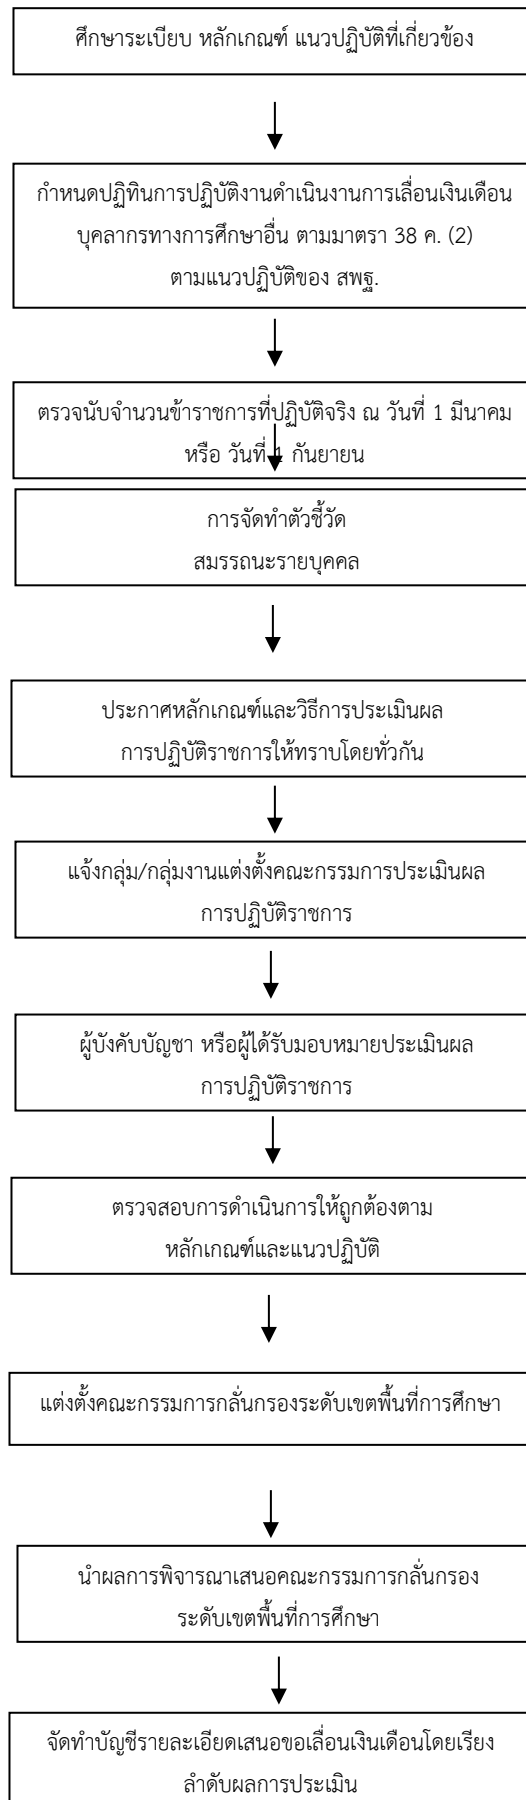 ศึกษาระเบียบ หลักเกณฑ์ แนวปฏิบัติที่เกี่ยวข้อง
กำหนดปฏิทินการปฏิบัติงานดำเนินงานการเลื่อนเงินเดือน
บุคลากรทางการศึกษาอื่น ตามมาตรา 38 ค. (2)
ตามแนวปฏิบัติของ สพฐ.
ตรวจนับจำนวนข้าราชการที่ปฏิบัติจริง ณ วันที่ 1 มีนาคม
หรือ วันที่ 1 กันยายน
การจัดทำตัวชี้วัด
สมรรถนะรายบุคคล
ประกาศหลักเกณฑ์และวิธีการประเมินผล
การปฏิบัติราชการให้ทราบโดยทั่วกัน
แจ้งกลุ่ม/กลุ่มงานแต่งตั้งคณะกรรมการประเมินผล
การปฏิบัติราชการ
ผู้บังคับบัญชา หรือผู้ได้รับมอบหมายประเมินผล
การปฏิบัติราชการ
ตรวจสอบการดำเนินการให้ถูกต้องตาม
หลักเกณฑ์และแนวปฏิบัติ
แต่งตั้งคณะกรรมการกลั่นกรองระดับเขตพื้นที่การศึกษา
นำผลการพิจารณาเสนอคณะกรรมการกลั่นกรอง
ระดับเขตพื้นที่การศึกษา
จัดทำบัญชีรายละเอียดเสนอขอเลื่อนเงินเดือนโดยเรียง
ลำดับผลการประเมิน